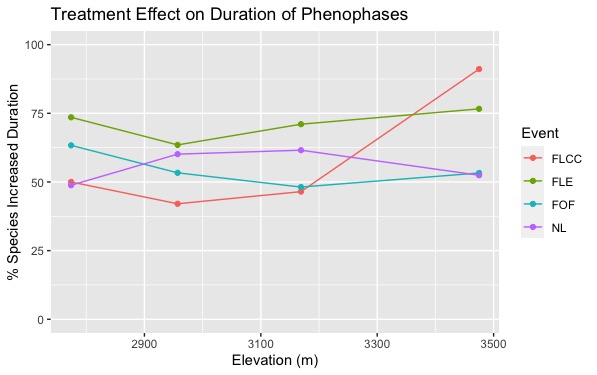 Treatment Effect on Duration of Phenophases
% Species Increased Duration
100
75
50
25
0
2900 3100 3300 3500
Elevation (m)
Event
FLCC
FLE
FOF
NL